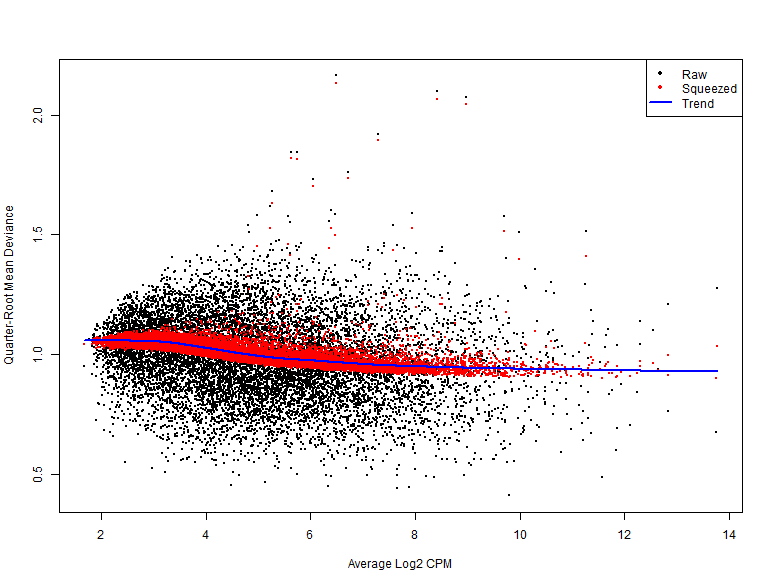 Raw
Squeezed
Trend
Quarter-Root Mean Deviance
2.0
1.5
1.0
0.5
2 4 6 8 10 12 14
Average Log2 CPM